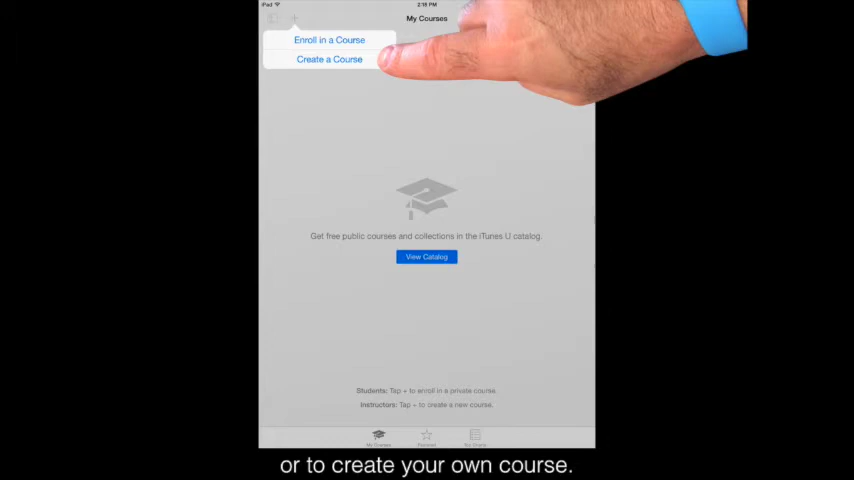 iPad
2:18 PM
My Courses
Enroll in a Course
Create a Course
Get free public courses and collections in the iTunes U catalog.
View Catalog
Students: Tap + to enroll in a private course.
Instructors: Tap + to create a new course.
My Courses
Featured
Top Charts
or to create your own course.